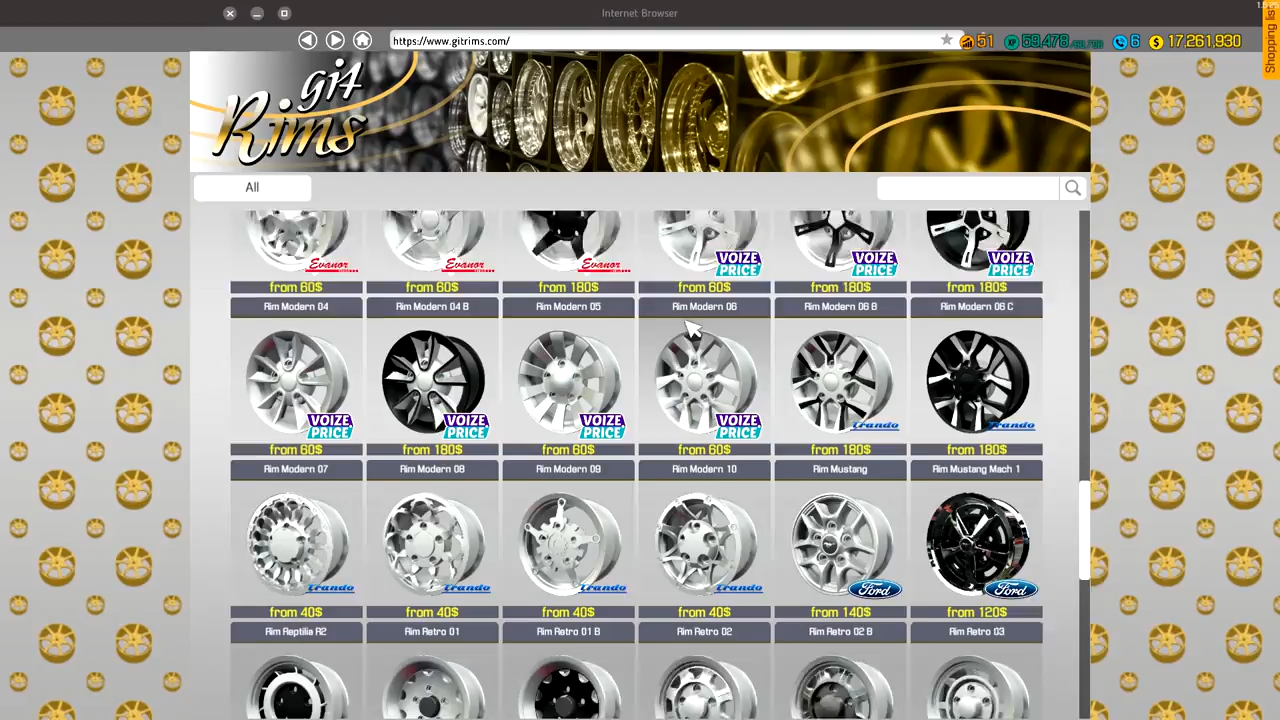 Internet Browser
1.5.25
https://www.gitrims.com/
51
59,478
6
17,261,930
Shopping list
git
Rims
All
Evanor
Evanor
Evanor
VOIZE PRICE
VOIZE PRICE
VOIZE PRICE
from 60$
from 60$
from 180$
from 60$
from 180$
from 180$
Rim Modern 04
Rim Modern 04 B
Rim Modern 05
Rim Modern 06
Rim Modern 06 B
Rim Modern 06 C
VOIZE PRICE
VOIZE PRICE
VOIZE PRICE
VOIZE PRICE
Trando
Trando
from 60$
from 180$
from 60$
from 60$
from 180$
from 180$
Rim Modern 07
Rim Modern 08
Rim Modern 09
Rim Modern 10
Rim Mustang
Rim Mustang Mach 1
Trando
Trando
Trando
Trando
Ford
Ford
from 40$
from 40$
from 40$
from 40$
from 140$
from 120$
Rim Reptilia R2
Rim Retro 01
Rim Retro 01 B
Rim Retro 02
Rim Retro 02 B
Rim Retro 03